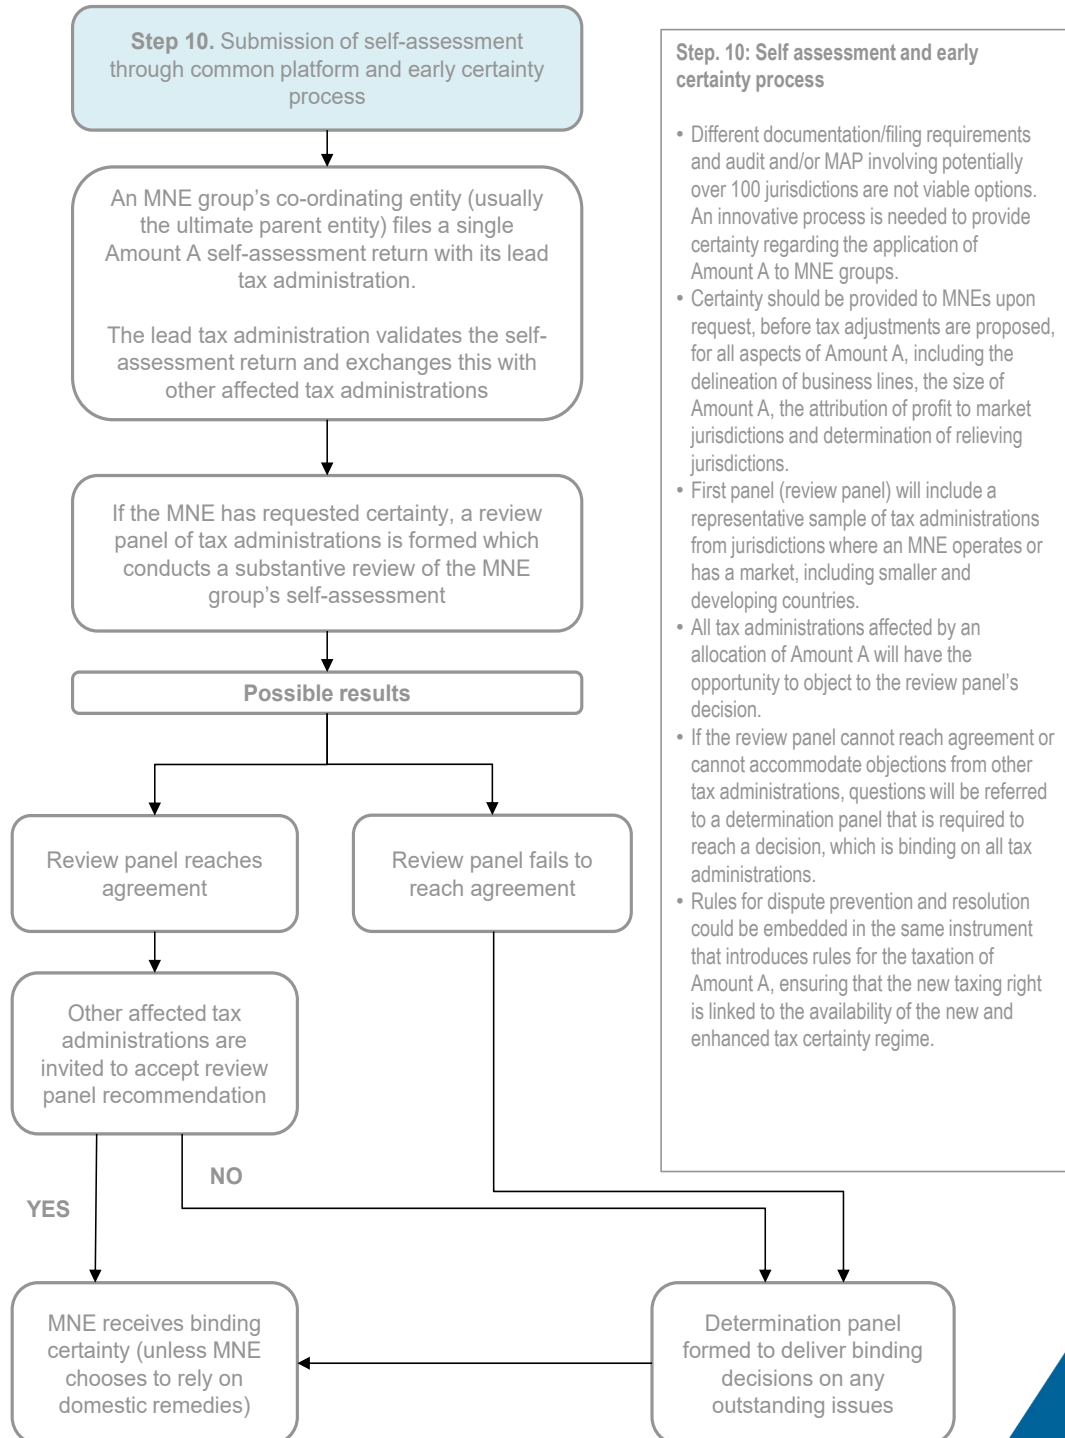 Step 10. Submission of self-assessment
through common platform and early certainty
process
An MNE group's co-ordinating entity (usually
the ultimate parent entity) files a single
Amount A self-assessment return with its lead
tax administration.
The lead tax administration validates the self-
assessment return and exchanges this with
other affected tax administrations
If the MNE has requested certainty, a review
panel of tax administrations is formed which
conducts a substantive review of the MNE
group's self-assessment
Possible results
Review panel reaches
agreement
Review panel fails to
reach agreement
Other affected tax
administrations are
invited to accept review
panel recommendation
NO
YES
MNE receives binding
certainty (unless MNE
chooses to rely on
domestic remedies)
Determination panel
formed to deliver binding
decisions on any
outstanding issues
Step. 10: Self assessment and early
certainty process
• Different documentation/filing requirements
and audit and/or MAP involving potentially
over 100 jurisdictions are not viable options.
An innovative process is needed to provide
certainty regarding the application of
Amount A to MNE groups.
• Certainty should be provided to MNEs upon
request, before tax adjustments are proposed,
for all aspects of Amount A, including the
delineation of business lines, the size of
Amount A, the attribution of profit to market
jurisdictions and determination of relieving
jurisdictions.
• First panel (review panel) will include a
representative sample of tax administrations
from jurisdictions where an MNE operates or
has a market, including smaller and
developing countries.
• All tax administrations affected by an
allocation of Amount A will have the
opportunity to object to the review panel's
decision.
• If the review panel cannot reach agreement or
cannot accommodate objections from other
tax administrations, questions will be referred
to a determination panel that is required to
reach a decision, which is binding on all tax
administrations.
• Rules for dispute prevention and resolution
could be embedded in the same instrument
that introduces rules for the taxation of
Amount A, ensuring that the new taxing right
is linked to the availability of the new and
enhanced tax certainty regime.